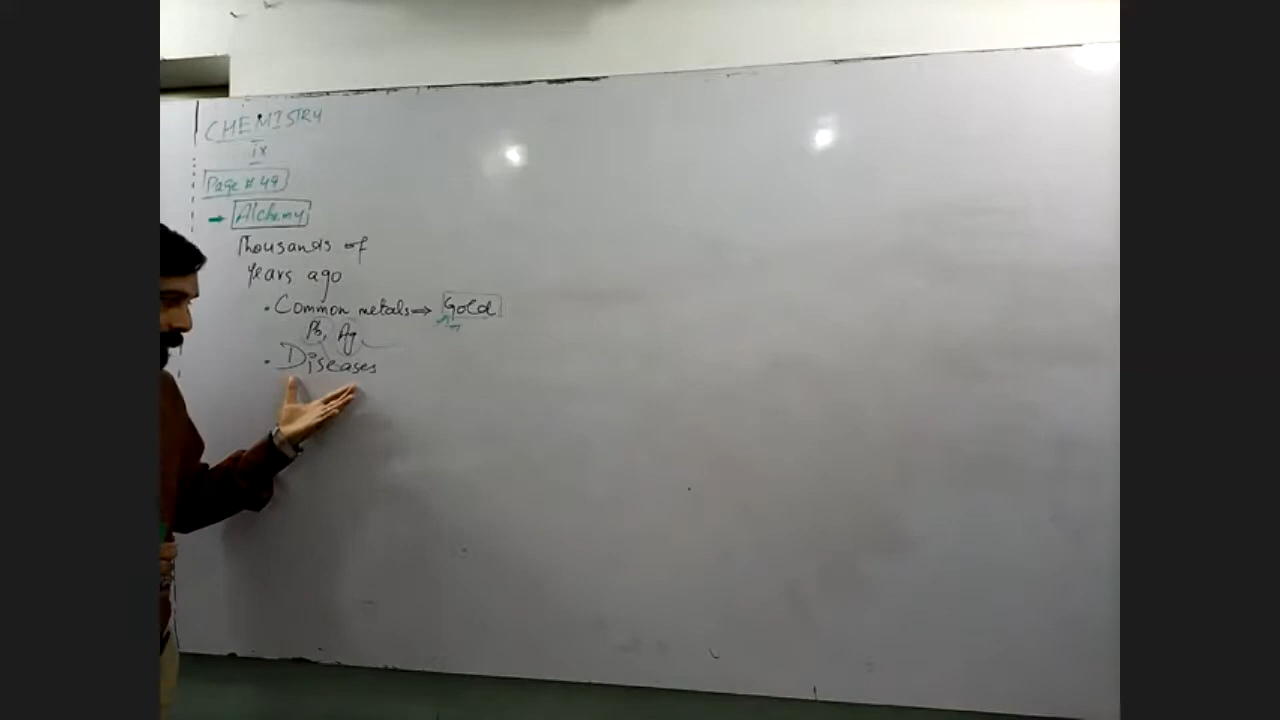 CHEMISTRY
ix
Page # 49
→ Alchemy
Thousands of
years ago
• Common metals ⇒ Gold
Pb, Ag
• Diseases